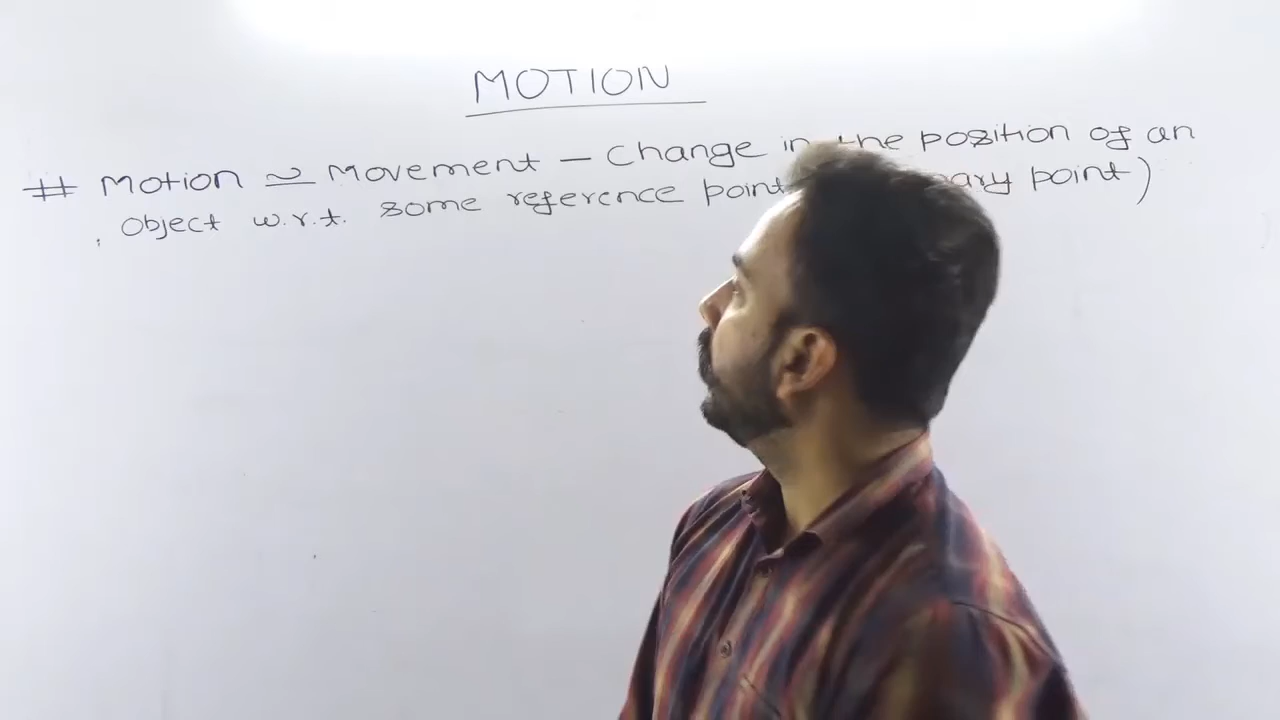 MOTION
# Motion ≃ Movement – Change in the position of an
object w.r.t. some reference point point)